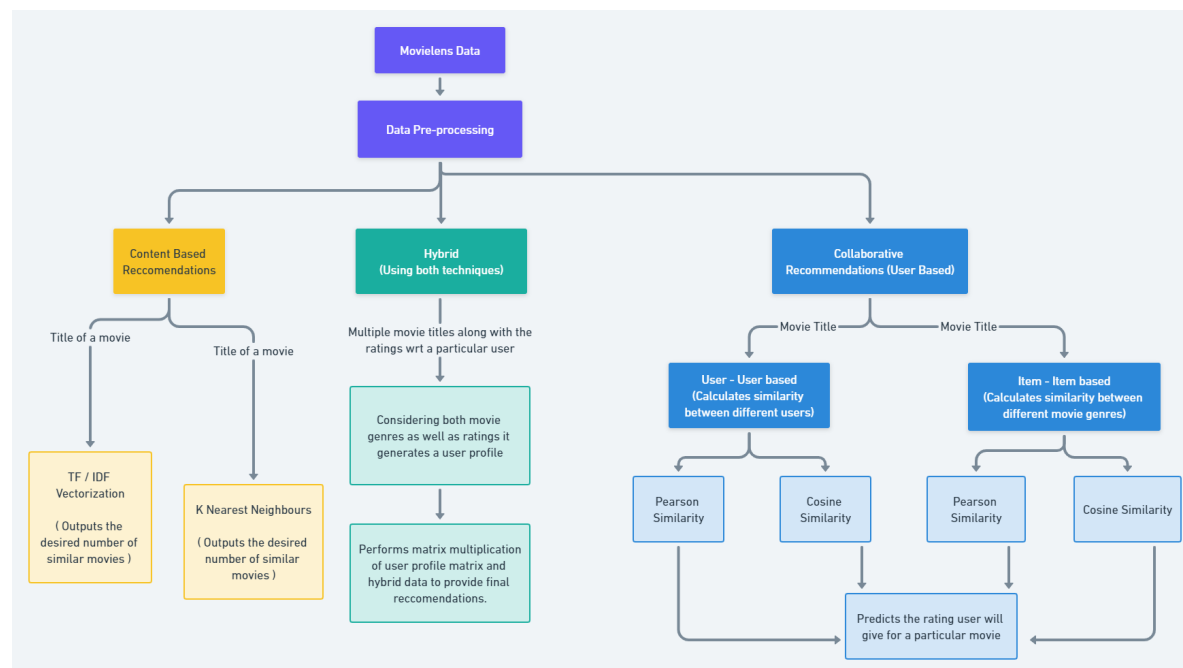 Movielens Data
Data Pre-processing
Content Based
Reccomendations
Hybrid
(Using both techniques)
Collaborative
Recommendations (User Based)
Title of a movie
Title of a movie
Multiple movie titles along with the
ratings wrt a particular user
Movie Title
Movie Title
User - User based
(Calculates similarity
between different users)
Item - Item based
(Calculates similarity between
different movie genres)
Considering both movie
genres as well as ratings it
generates a user profile
TF / IDF
Vectorization
( Outputs the
desired number of
similar movies )
K Nearest Neighbours
( Outputs the desired
number of similar
movies )
Performs matrix multiplication
of user profile matrix and
hybrid data to provide final
reccomendations.
Pearson
Similarity
Cosine
Similarity
Pearson
Similarity
Cosine Similarity
Predicts the rating user will
give for a particular movie